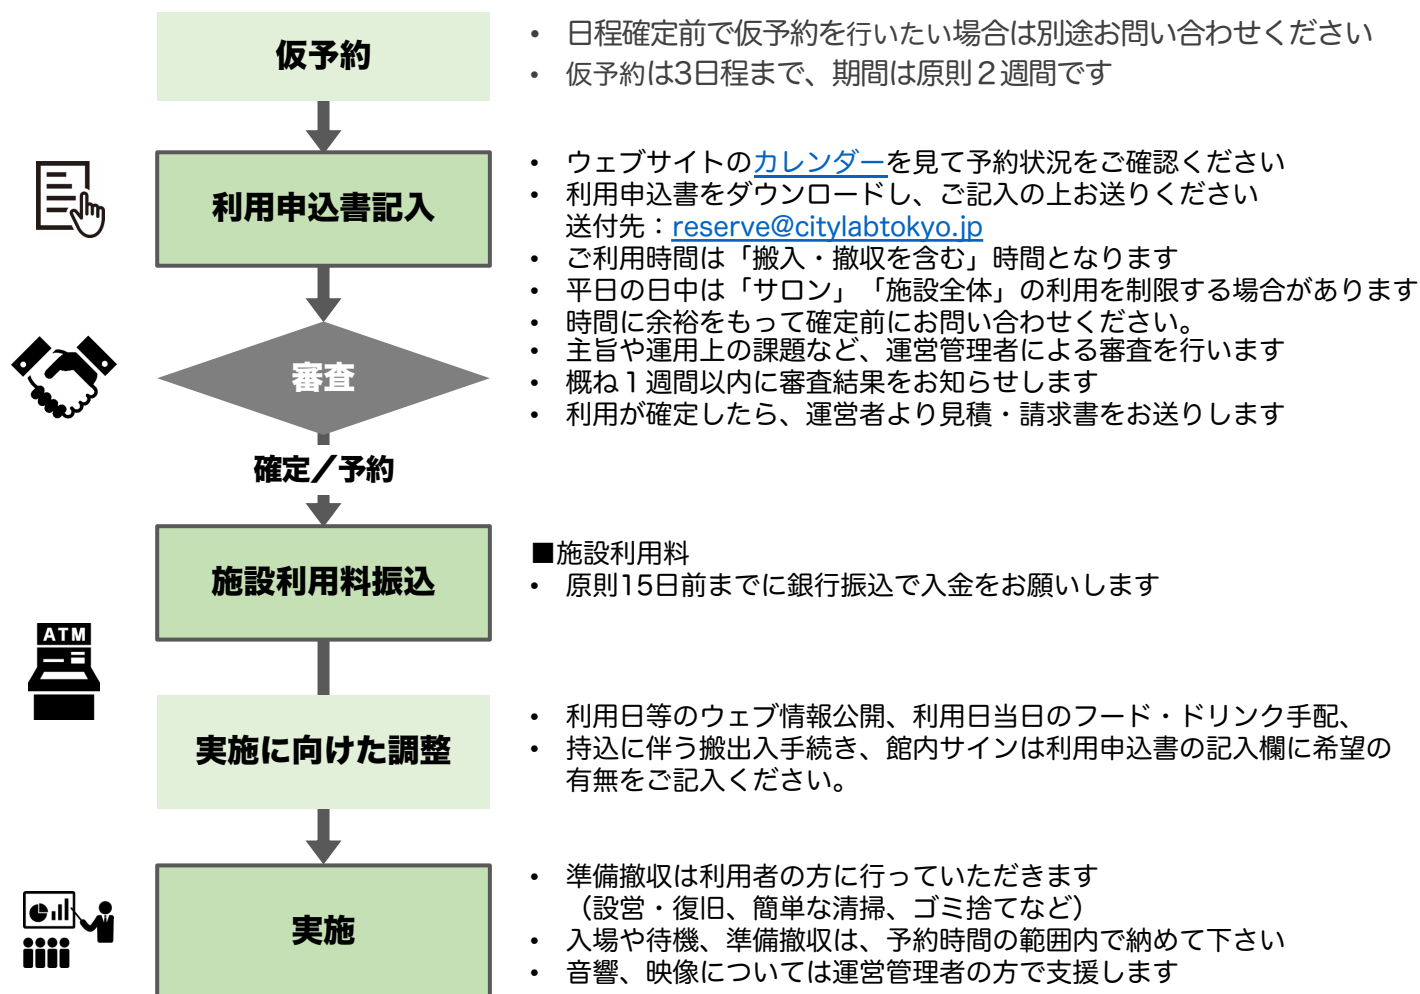 仮予約
• 日程確定前で仮予約を行いたい場合は別途お問い合わせください
• 仮予約は3日程まで、期間は原則２週間です
利用申込書記入
• ウェブサイトのカレンダーを見て予約状況をご確認ください
• 利用申込書をダウンロードし、ご記入の上お送りください
送付先：reserve@citylabtokyo.jp
• ご利用時間は「搬入・撤収を含む」時間となります
• 平日の日中は「サロン」「施設全体」の利用を制限する場合があります
• 時間に余裕をもって確定前にお問い合わせください。
審査
• 主旨や運用上の課題など、運営管理者による審査を行います
• 概ね１週間以内に審査結果をお知らせします
• 利用が確定したら、運営者より見積・請求書をお送りします
確定／予約
施設利用料振込
■施設利用料
• 原則15日前までに銀行振込で入金をお願いします
ATM
実施に向けた調整
• 利用日等のウェブ情報公開、利用日当日のフード・ドリンク手配、
• 持込に伴う搬出入手続き、館内サインは利用申込書の記入欄に希望の
有無をご記入ください。
実施
• 準備撤収は利用者の方に行っていただきます
（設営・復旧、簡単な清掃、ゴミ捨てなど）
• 入場や待機、準備撤収は、予約時間の範囲内で納めて下さい
• 音響、映像については運営管理者の方で支援します